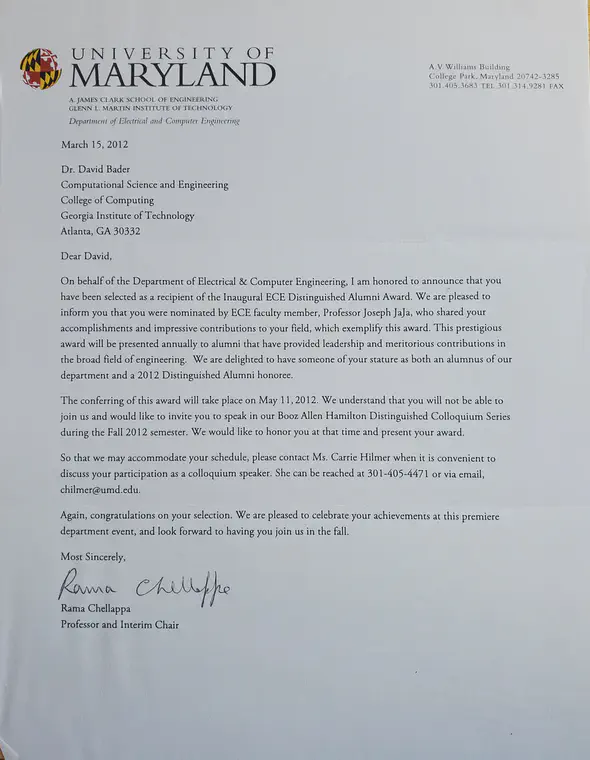 UNIVERSITY OF
MARYLAND
A. JAMES CLARK SCHOOL OF ENGINEERING
GLENN L. MARTIN INSTITUTE OF TECHNOLOGY
Department of Electrical and Computer Engineering
A.V. Williams Building
College Park, Maryland 20742-3285
301.405.3683 TEL 301.314.9281 FAX
March 15, 2012
Dr. David Bader
Computational Science and Engineering
College of Computing
Georgia Institute of Technology
Atlanta, GA 30332
Dear David,
On behalf of the Department of Electrical & Computer Engineering, I am honored to announce that you
have been selected as a recipient of the Inaugural ECE Distinguished Alumni Award. We are pleased to
inform you that you were nominated by ECE faculty member, Professor Joseph JaJa, who shared your
accomplishments and impressive contributions to your field, which exemplify this award. This prestigious
award will be presented annually to alumni that have provided leadership and meritorious contributions in
the broad field of engineering. We are delighted to have someone of your stature as both an alumnus of our
department and a 2012 Distinguished Alumni honoree.
The conferring of this award will take place on May 11, 2012. We understand that you will not be able to
join us and would like to invite you to speak in our Booz Allen Hamilton Distinguished Colloquium Series
during the Fall 2012 semester. We would like to honor you at that time and present your award.
So that we may accommodate your schedule, please contact Ms. Carrie Hilmer when it is convenient to
discuss your participation as a colloquium speaker. She can be reached at 301-405-4471 or via email,
chilmer@umd.edu.
Again, congratulations on your selection. We are pleased to celebrate your achievements at this premiere
department event, and look forward to having you join us in the fall.
Most Sincerely,
Rama Chellappa
Rama Chellappa
Professor and Interim Chair